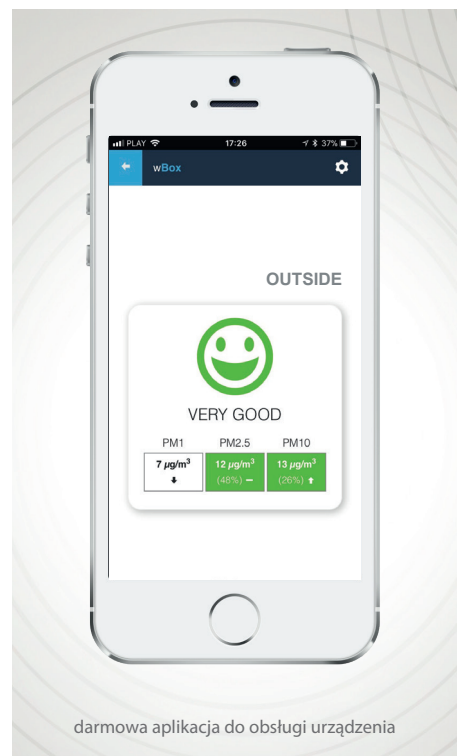 PLAY 17:26 37%
wBox
OUTSIDE
VERY GOOD
PM1 PM2.5 PM10
7 µg/m³ 12 µg/m³ 13 µg/m³
(48%) (26%)
darmowa aplikacja do obsługi urządzenia